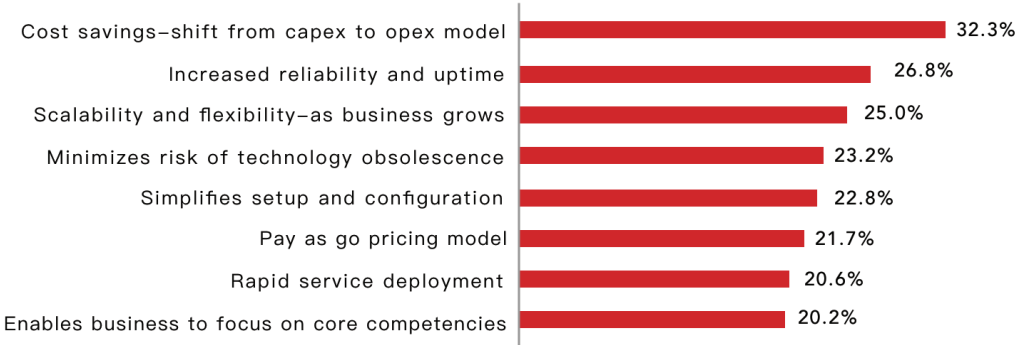 Cost savings–shift from capex to opex model 32.3%
Increased reliability and uptime 26.8%
Scalability and flexibility–as business grows 25.0%
Minimizes risk of technology obsolescence 23.2%
Simplifies setup and configuration 22.8%
Pay as go pricing model 21.7%
Rapid service deployment 20.6%
Enables business to focus on core competencies 20.2%